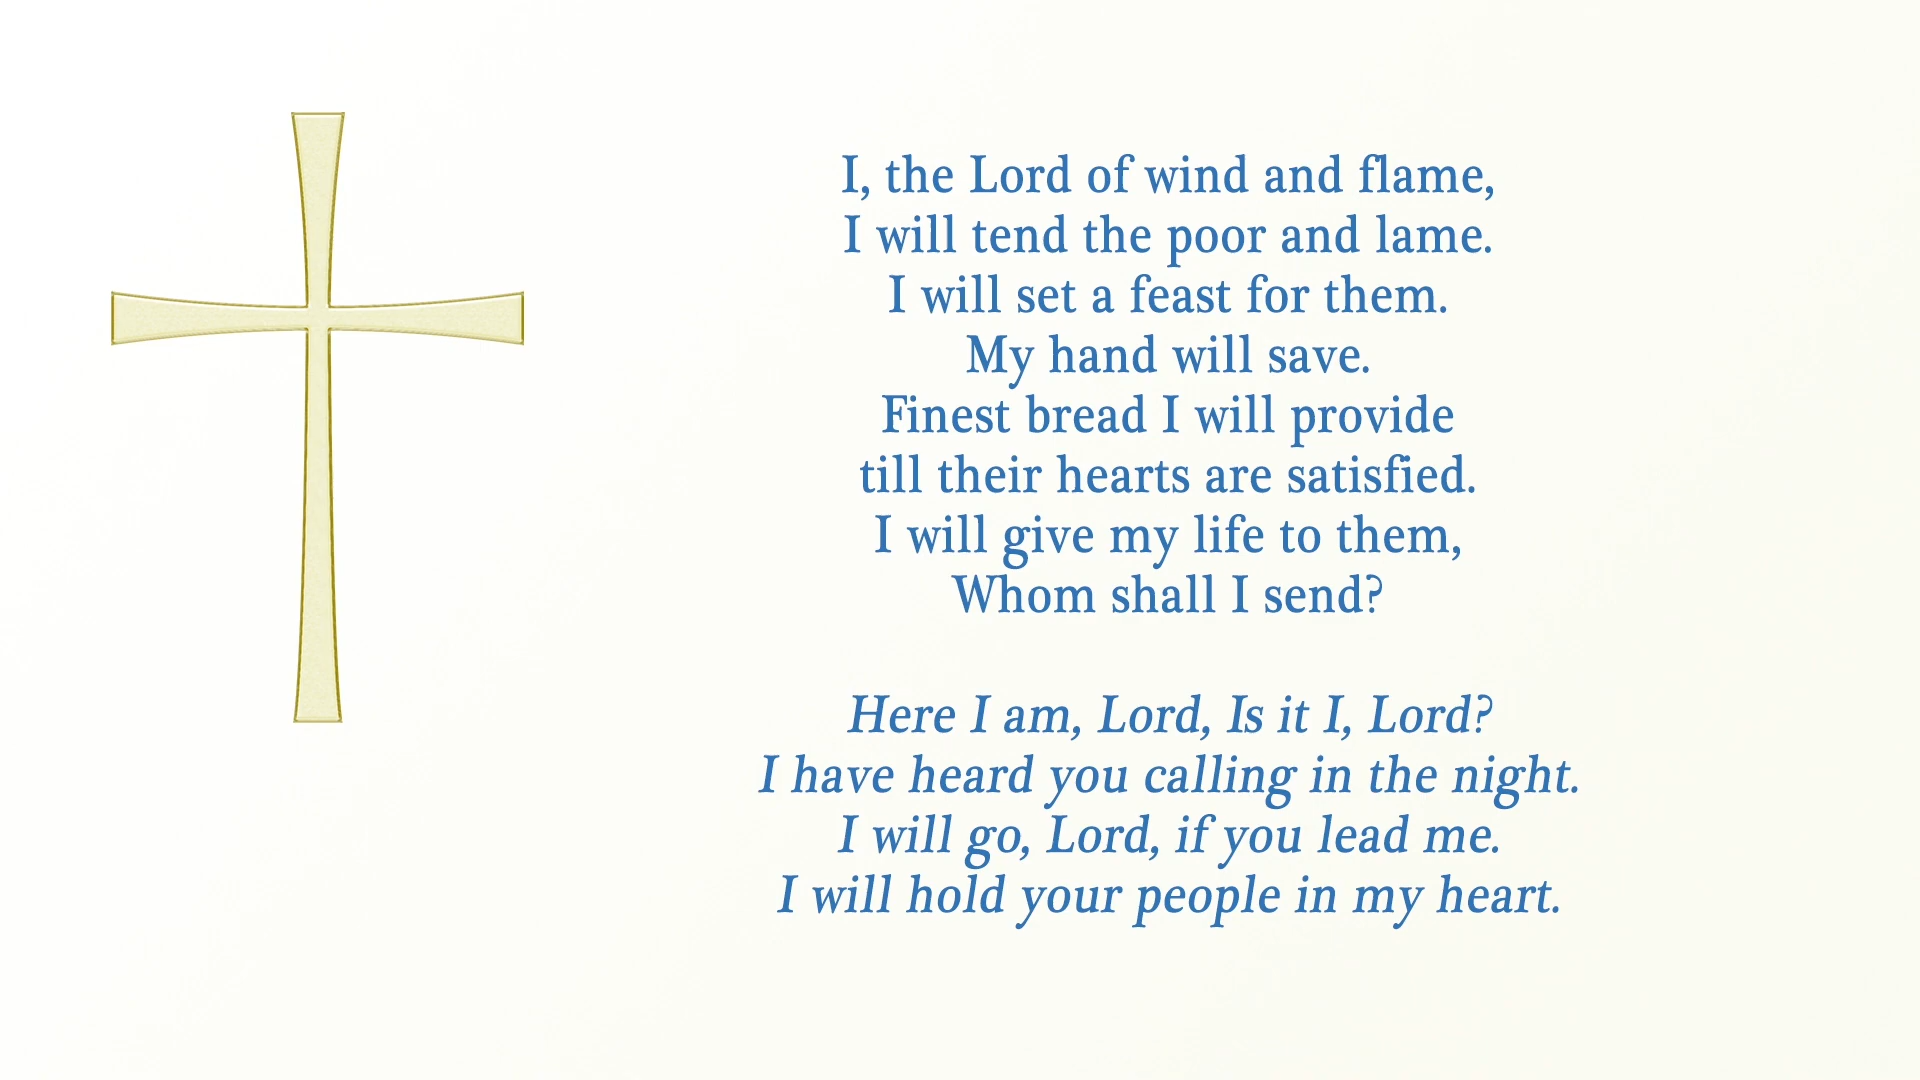 I, the Lord of wind and flame,
I will tend the poor and lame.
I will set a feast for them.
My hand will save.
Finest bread I will provide
till their hearts are satisfied.
I will give my life to them,
Whom shall I send?
Here I am, Lord, Is it I, Lord?
I have heard you calling in the night.
I will go, Lord, if you lead me.
I will hold your people in my heart.